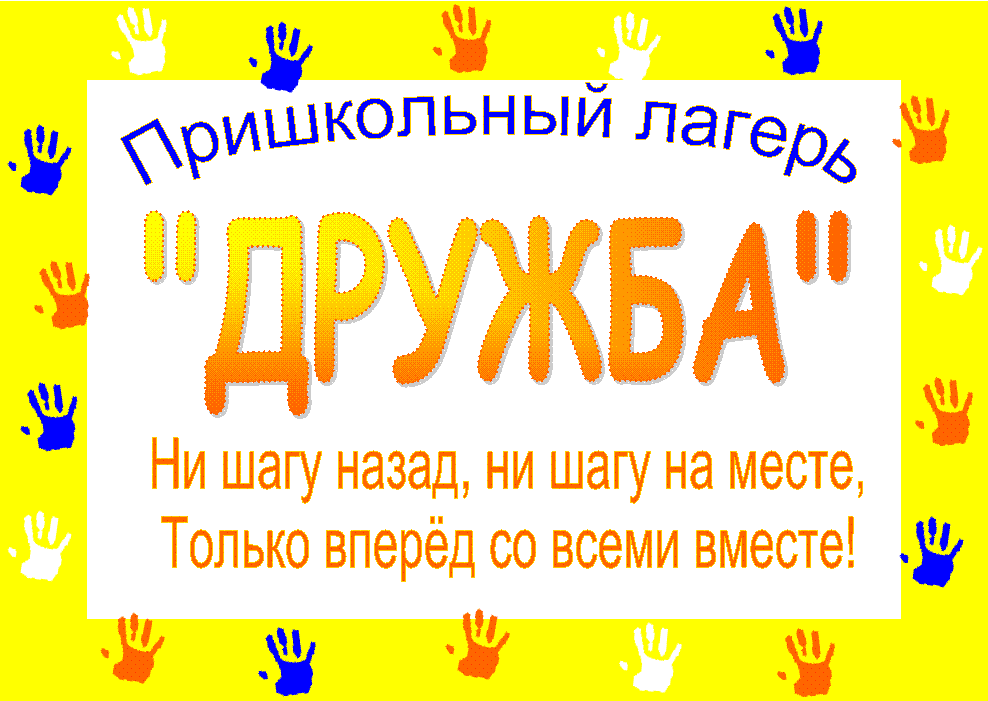 Пришкольный лагерь
"ДРУЖБА"
Ни шагу назад, ни шагу на месте,
Только вперёд со всеми вместе!